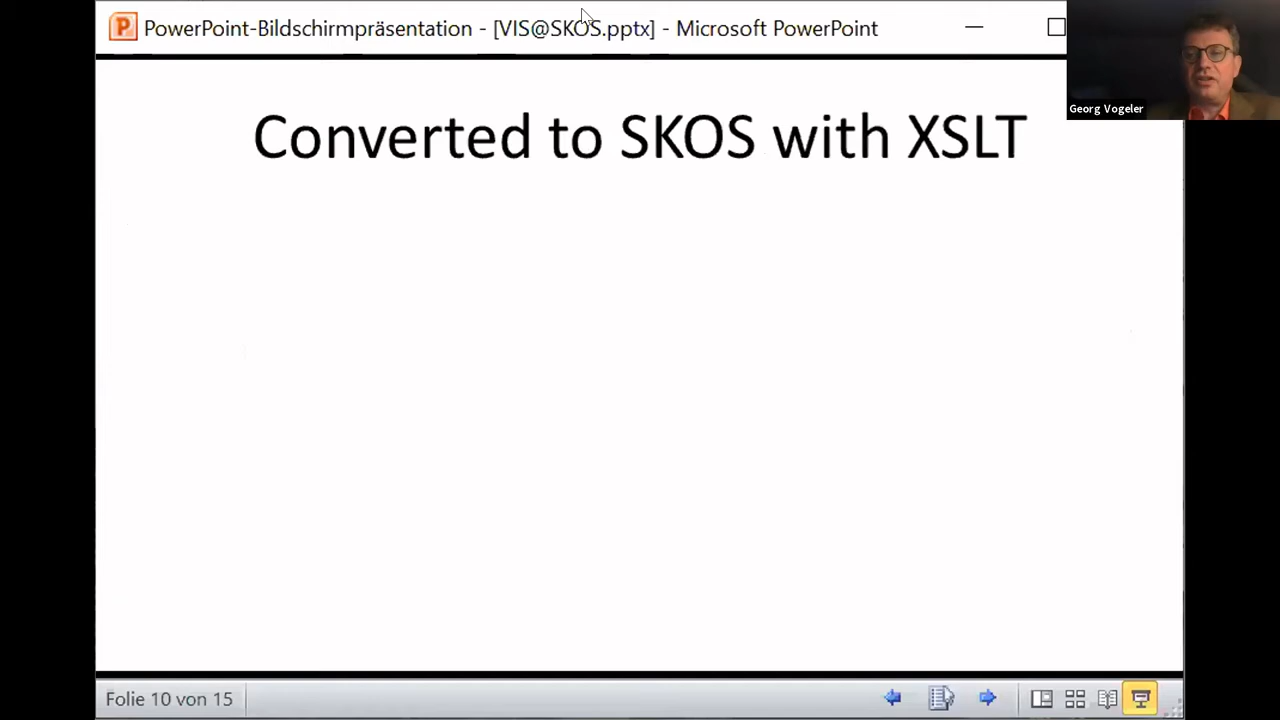 PowerPoint-Bildschirmpräsentation - [VIS@SKOS.pptx] - Microsoft PowerPoint
Georg Vogeler
Converted to SKOS with XSLT
Folie 10 von 15